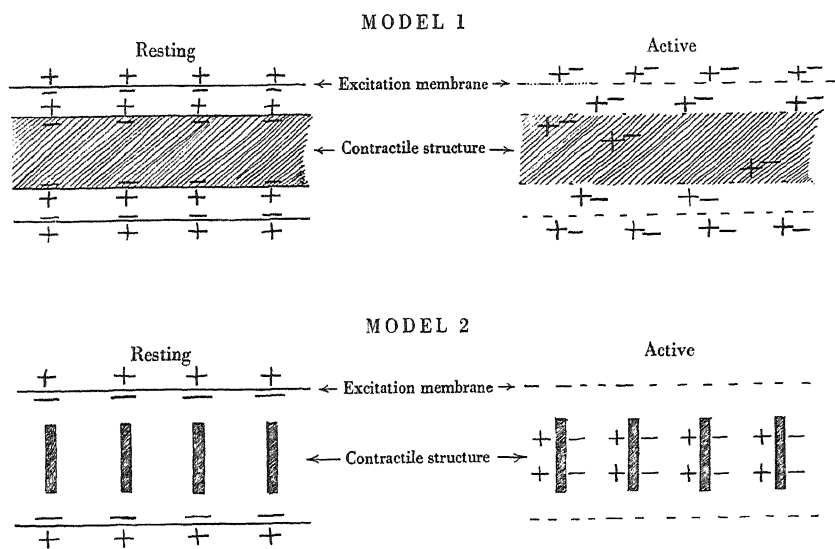 MODEL 1
Resting
Active
Excitation membrane
Contractile structure
MODEL 2
Resting
Active
Excitation membrane
Contractile structure